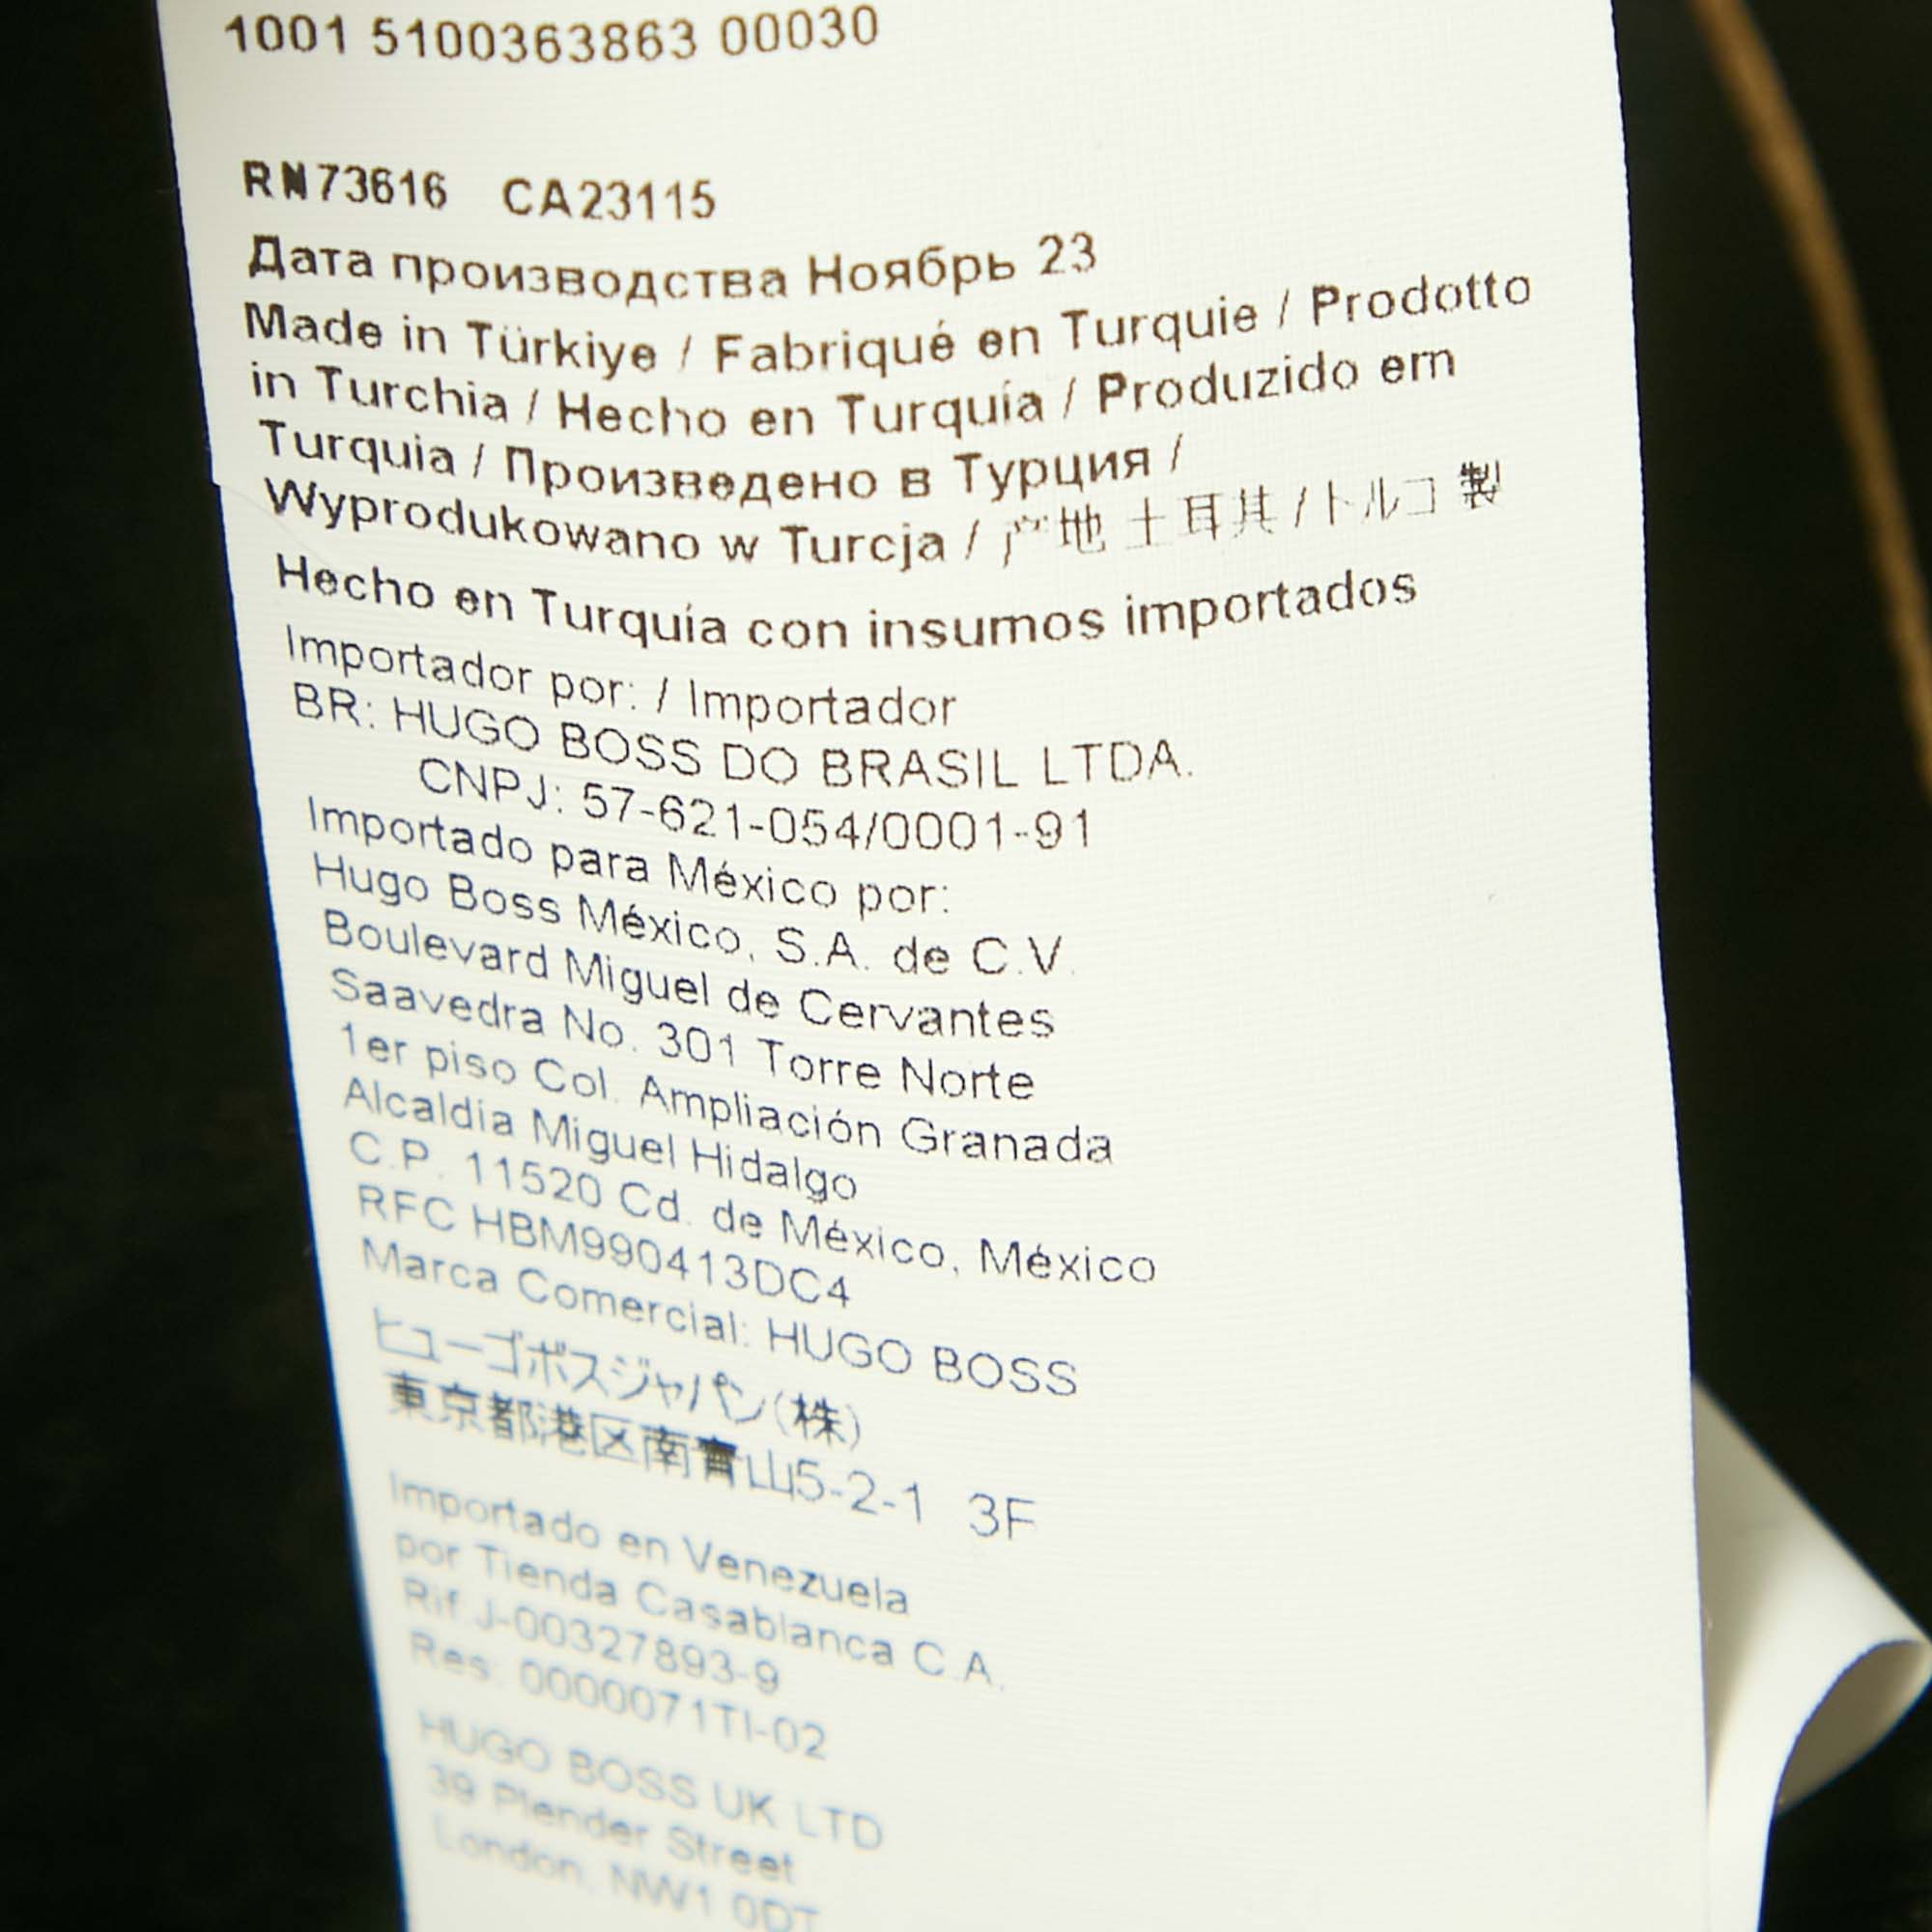 1001 5100363863 00030
RN73616 CA23115
Дата производства Ноябрь 23
Made in Türkiye / Fabriqué en Turquie / Prodotto
in Turchia / Hecho en Turquía / Produzido em
Turquia / Произведено в Турция /
Wyprodukowano w Turcja / 产地 土耳其 / トルコ 製
Hecho en Turquía con insumos importados
Importador por: / Importador
BR: HUGO BOSS DO BRASIL LTDA.
CNPJ: 57-621-054/0001-91
Importado para México por:
Hugo Boss México, S.A. de C.V.
Boulevard Miguel de Cervantes
Saavedra No. 301 Torre Norte
1er piso Col. Ampliación Granada
Alcaldía Miguel Hidalgo
C.P. 11520 Cd. de México, México
RFC HBM990413DC4
Marca Comercial: HUGO BOSS
ヒューゴボスジャパン(株)
東京都港区南青山5-2-1 3F
Importado en Venezuela
por Tienda Casablanca C.A.
Rif J-00327893-9
Res: 0000071TI-02
HUGO BOSS UK LTD
39 Plender Street
London, NW1 0DT